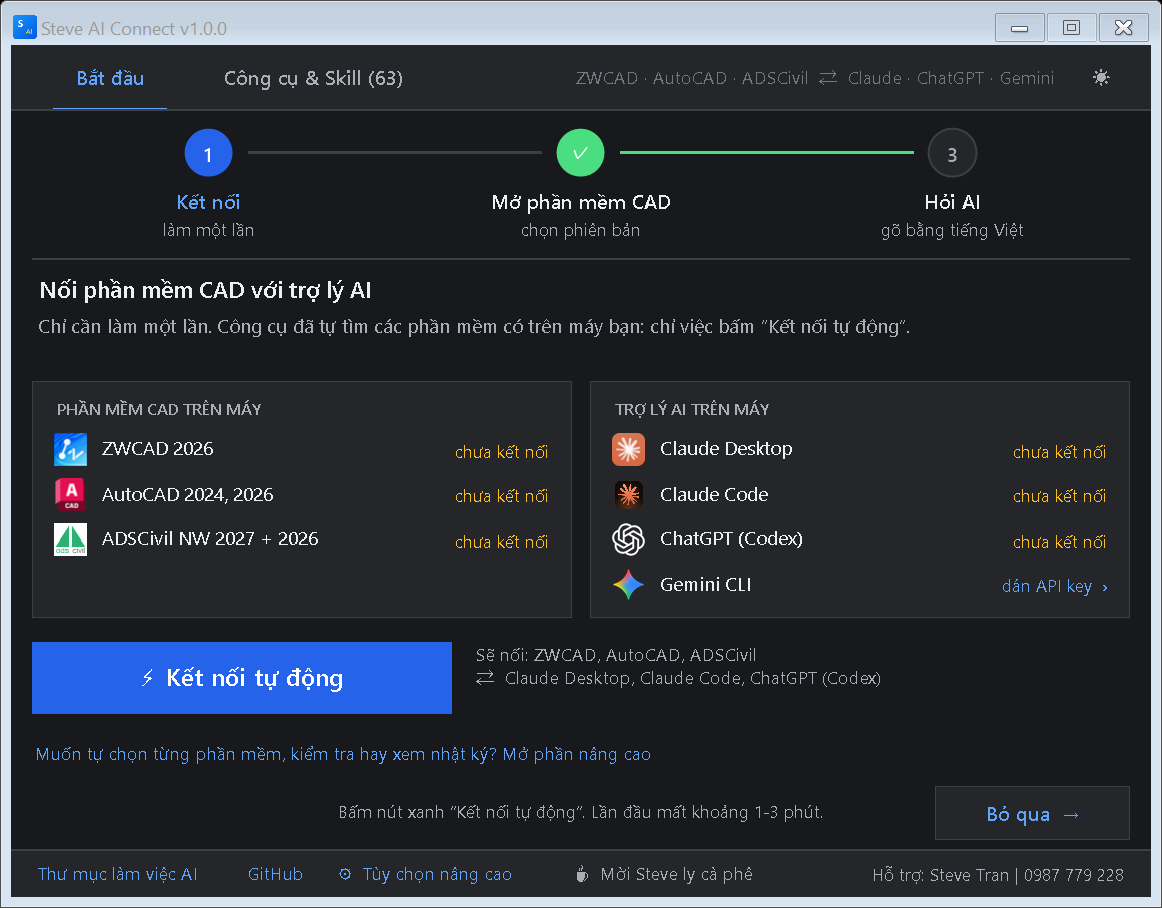 Steve AI Connect v1.0.0
Bắt đầu
Công cụ & Skill (63)
ZWCAD · AutoCAD · ADSCivil ⇄ Claude · ChatGPT · Gemini
1
✓
3
Kết nối
Mở phần mềm CAD
Hỏi AI
làm một lần
chọn phiên bản
gõ bằng tiếng Việt
Nối phần mềm CAD với trợ lý AI
Chỉ cần làm một lần. Công cụ đã tự tìm các phần mềm có trên máy bạn: chỉ việc bấm “Kết nối tự động”.
PHẦN MỀM CAD TRÊN MÁY
ZWCAD 2026
chưa kết nối
AutoCAD 2024, 2026
chưa kết nối
ADSCivil NW 2027 + 2026
chưa kết nối
TRỢ LÝ AI TRÊN MÁY
Claude Desktop
chưa kết nối
Claude Code
chưa kết nối
ChatGPT (Codex)
chưa kết nối
Gemini CLI
dán API key ›
⚡ Kết nối tự động
Sẽ nối: ZWCAD, AutoCAD, ADSCivil
⇄ Claude Desktop, Claude Code, ChatGPT (Codex)
Muốn tự chọn từng phần mềm, kiểm tra hay xem nhật ký? Mở phần nâng cao
Bấm nút xanh “Kết nối tự động”. Lần đầu mất khoảng 1-3 phút.
Bỏ qua →
Thư mục làm việc AI
GitHub
⚙ Tùy chọn nâng cao
Mời Steve ly cà phê
Hỗ trợ: Steve Tran | 0987 779 228